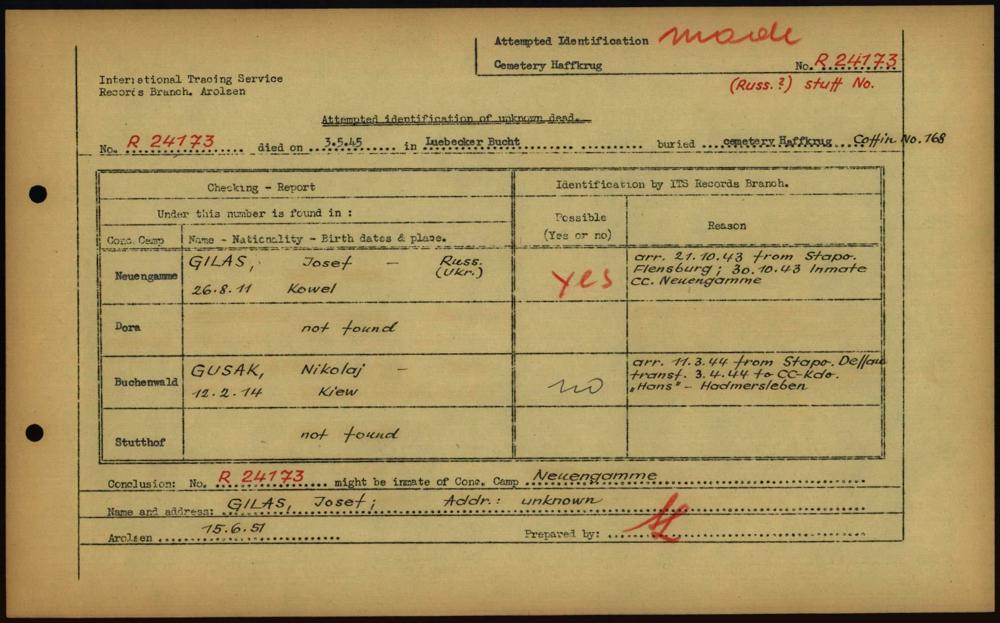 Attempted Identification made
Cemetery Haffkrug No. R 24173
(Russ.?) stuff No.
International Tracing Service
Records Branch. Arolsen
Attempted identification of unknown dead.
No. R 24173 died on 3.5.45 in Luebecker Bucht buried cemetery Haffkrug Coffin No. 168
Checking - Report Identification by ITS Records Branch.
Under this number is found in :
Possible
(Yes or no) Reason
Conc. Camp Name - Nationality - Birth dates & place.
Neuengamme GILAS, Josef - Russ. (Ukr.)
26.8.11 Kowel
yes
arr. 21.10.43 from Stapo.
Flensburg; 30.10.43 Inmate
CC. Neuengamme
Dora not found
Buchenwald GUSAK, Nikolaj -
12.2.14 Kiew
no
arr. 11.3.44 from Stapo. Dessau
transf. 3.4.44 to CC-Kdo.
„Hans" - Hadmersleben
Stutthof not found
Conclusion: No. R 24173 might be inmate of Conc. Camp Neuengamme
Name and address: GILAS, Josef; Addr.: unknown
Arolsen 15.6.51 Prepared by: